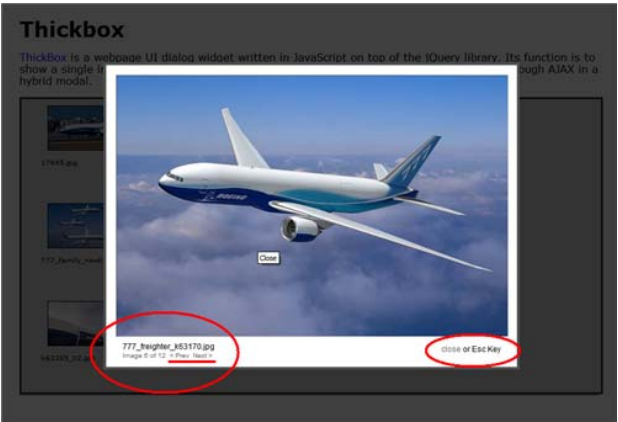 Thickbox
ThickBox is a webpage UI dialog widget written in JavaScript on top of the jQuery library. Its function is to
show a single i ough AJAX in a
hybrid modal.
BOEING
Close
777_freighter_k63170.jpg
Image 6 of 12 < Prev Next >
close or Esc Key